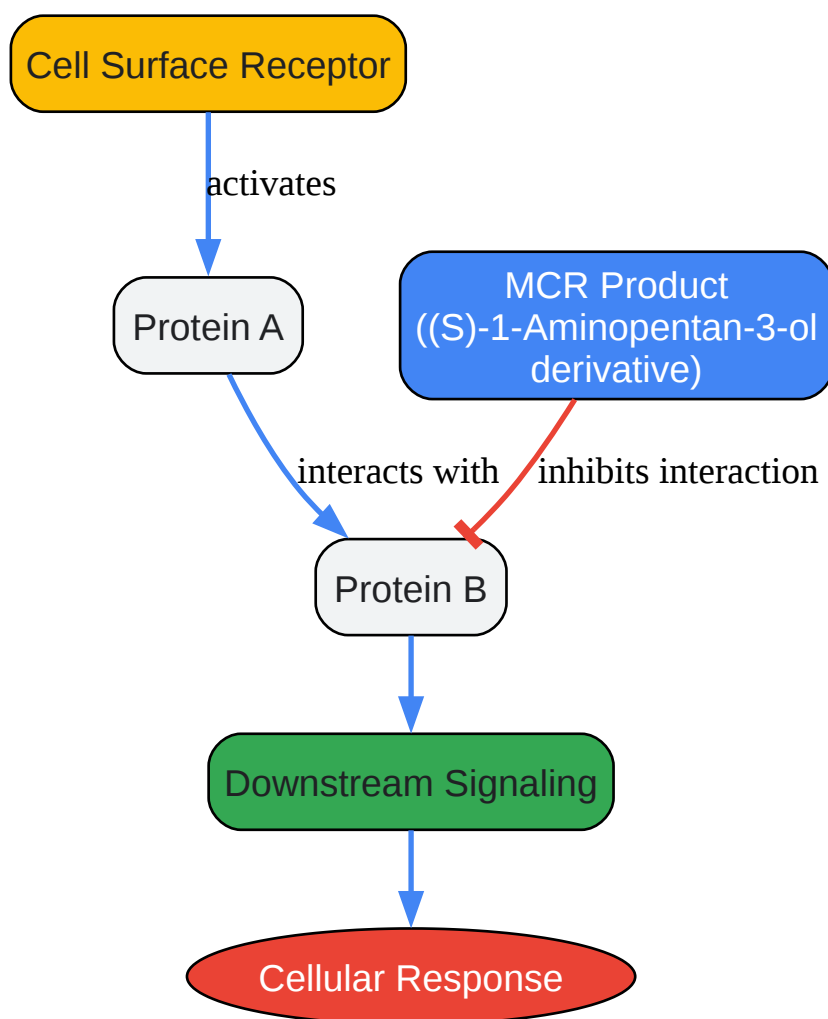 Cell Surface Receptor
activates
Protein A
MCR Product
((S)-1-Aminopentan-3-ol
derivative)
interacts with
inhibits interaction
Protein B
Downstream Signaling
Cellular Response